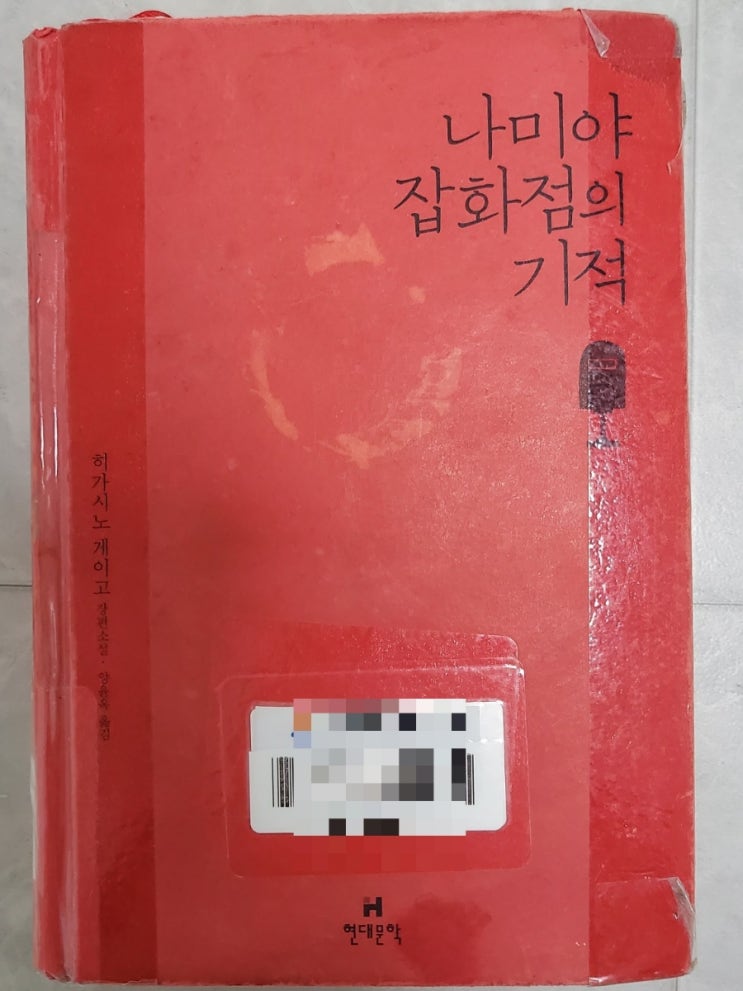 나미야
잡화점의
기적
히가시노 게이고 장편소설 · 양윤옥 옮김
현대문학